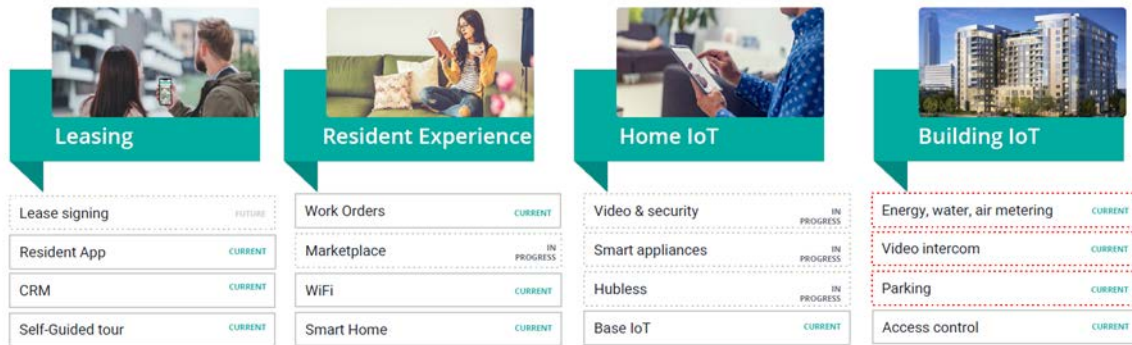 Leasing
Lease signing FUTURE
Resident App CURRENT
CRM CURRENT
Self-Guided tour CURRENT
Resident Experience
Work Orders CURRENT
Marketplace IN
PROGRESS
WiFi CURRENT
Smart Home CURRENT
Home IoT
Video & security IN
PROGRESS
Smart appliances IN
PROGRESS
Hubless IN
PROGRESS
Base IoT CURRENT
Building IoT
Energy, water, air metering CURRENT
Video intercom CURRENT
Parking CURRENT
Access control CURRENT